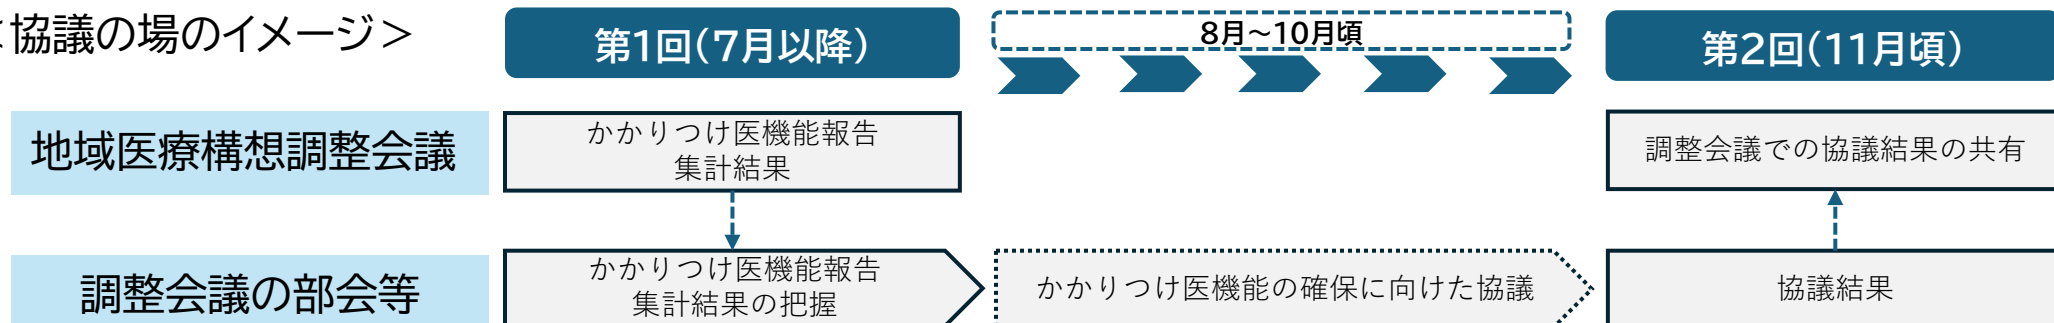 <協議の場のイメージ>
第1回(7月以降)
8月~10月頃
第2回(11月頃)
地域医療構想調整会議
かかりつけ医機能報告
集計結果
調整会議での協議結果の共有
調整会議の部会等
かかりつけ医機能報告
集計結果の把握
かかりつけ医機能の確保に向けた協議
協議結果